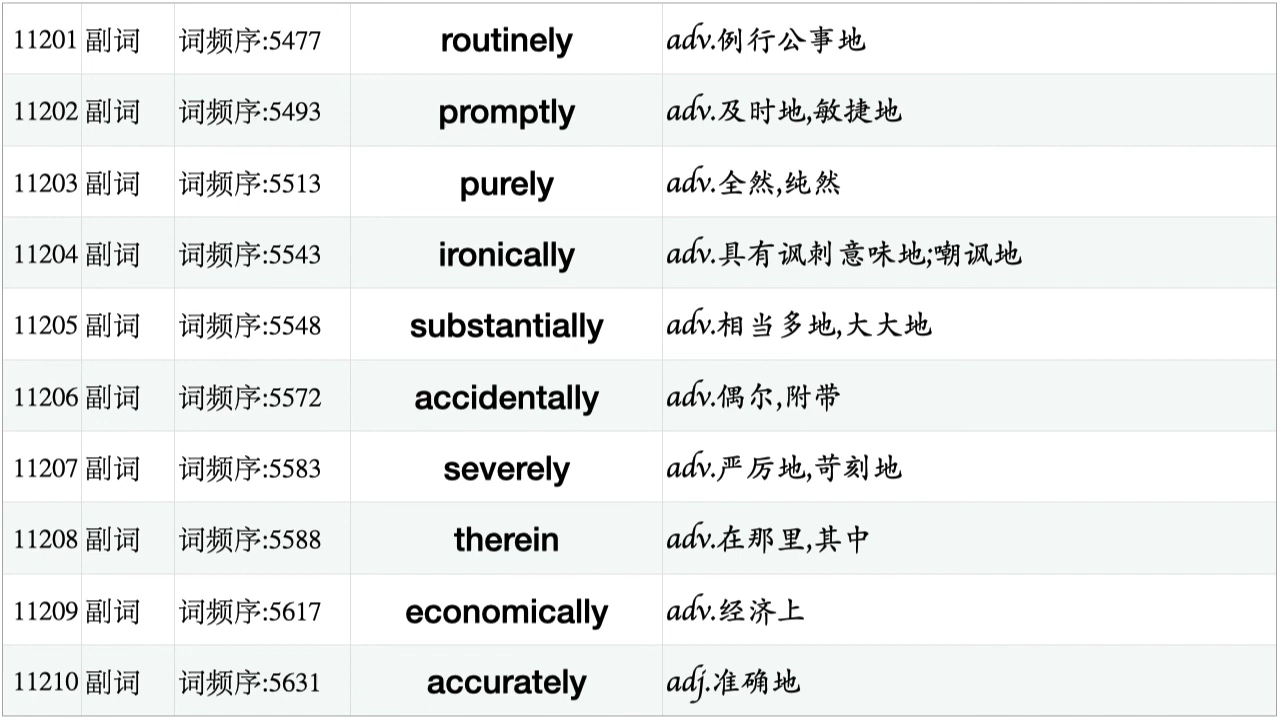 11201 副词 词频序:5477 routinely adv.例行公事地
11202 副词 词频序:5493 promptly adv.及时地,敏捷地
11203 副词 词频序:5513 purely adv.全然,纯然
11204 副词 词频序:5543 ironically adv.具有讽刺意味地;嘲讽地
11205 副词 词频序:5548 substantially adv.相当多地,大大地
11206 副词 词频序:5572 accidentally adv.偶尔,附带
11207 副词 词频序:5583 severely adv.严厉地,苛刻地
11208 副词 词频序:5588 therein adv.在那里,其中
11209 副词 词频序:5617 economically adv.经济上
11210 副词 词频序:5631 accurately adj.准确地